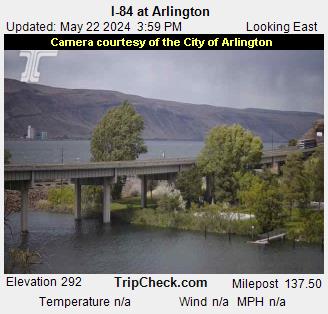 I-84 at Arlington
Updated: May 22 2024 3:59 PM Looking East
Camera courtesy of the City of Arlington
Elevation 292 TripCheck.com Milepost 137.50
Temperature n/a Wind n/a MPH n/a